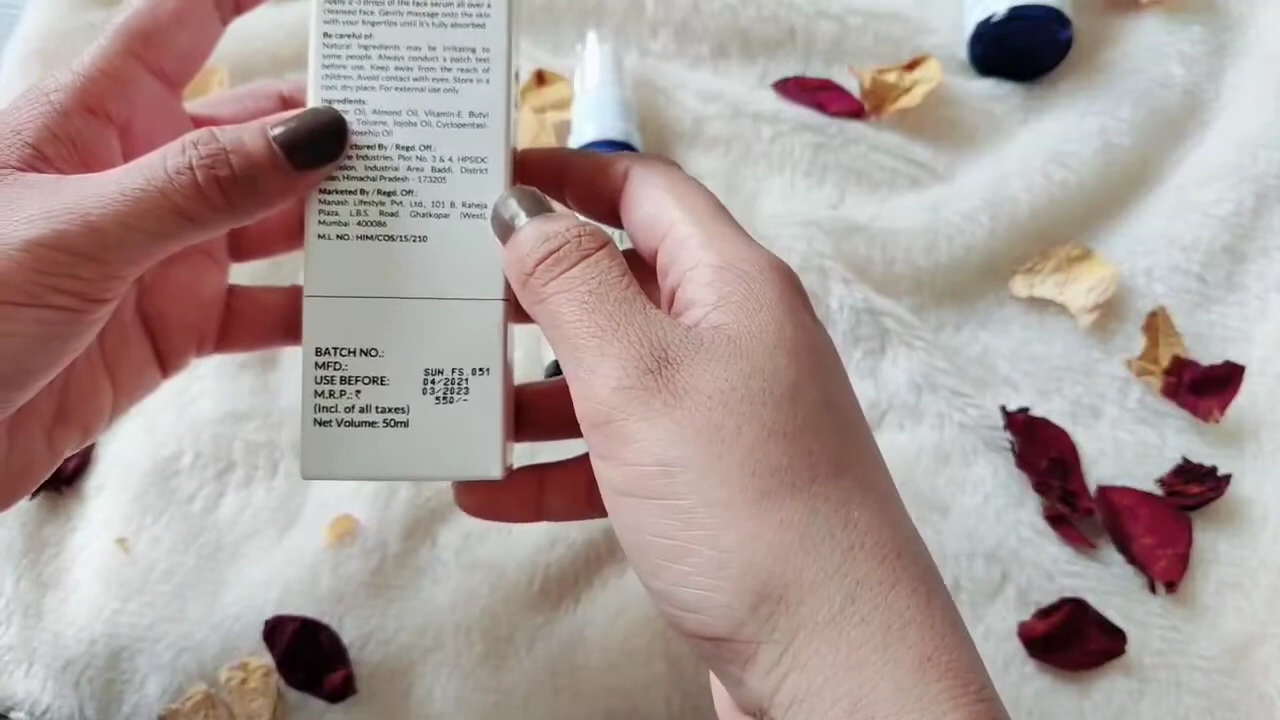 Apply 2-3 drops of the face serum all over a
cleansed face. Gently massage onto the skin
with your fingertips until it's fully absorbed.
Be careful of:
Natural ingredients may be irritating to
some people. Always conduct a patch test
before use. Keep away from the reach of
children. Avoid contact with eyes. Store in a
cool, dry place. For external use only
Ingredients:
Oil, Almond Oil, Vitamin-E, Butyl
Toluene, Jojoba Oil, Cyclopentasi-
Rosehip Oil
ctured By / Regd. Off.:
Industries, Plot No. 3 & 4, HPSIDC
Industrial Area Baddi, District
Himachal Pradesh - 173205
Marketed By / Regd. Off.:
Manash Lifestyle Pvt. Ltd., 101 B, Raheja
Plaza, L.B.S. Road, Ghatkopar (West),
Mumbai - 400086
M.L. NO.: HIM/COS/15/210
BATCH NO.: SUN FS 051
MFD.: 04/2021
USE BEFORE: 03/2023
M.R.P.: ₹ 550/-
(Incl. of all taxes)
Net Volume: 50ml